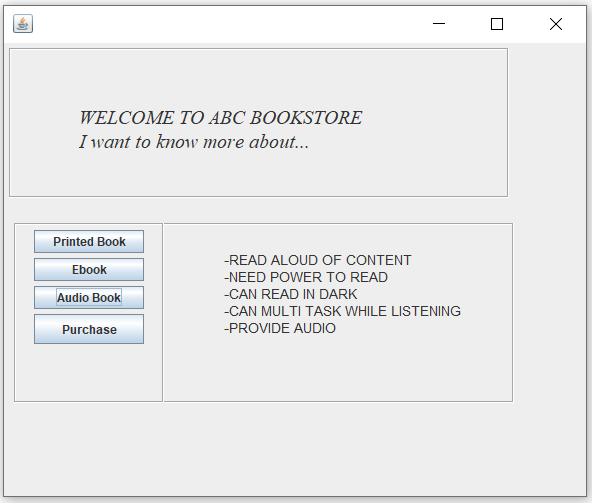 WELCOME TO ABC BOOKSTORE
I want to know more about...
Printed Book
Ebook
Audio Book
Purchase
-READ ALOUD OF CONTENT
-NEED POWER TO READ
-CAN READ IN DARK
-CAN MULTI TASK WHILE LISTENING
-PROVIDE AUDIO